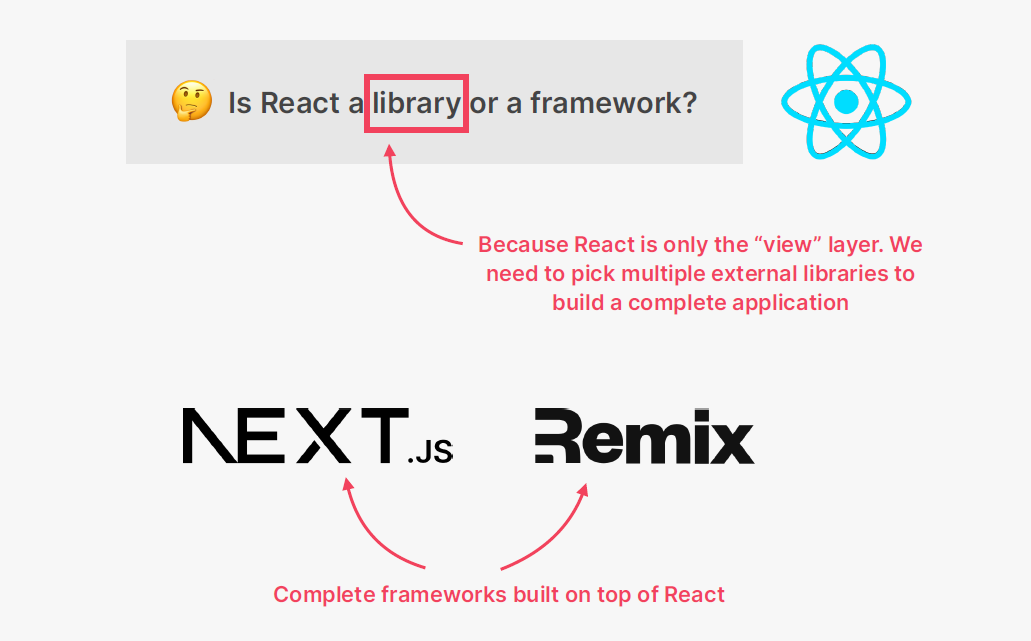 🤔 Is React a library or a framework?
Because React is only the “view” layer. We
need to pick multiple external libraries to
build a complete application
NEXT.JS
Remix
Complete frameworks built on top of React